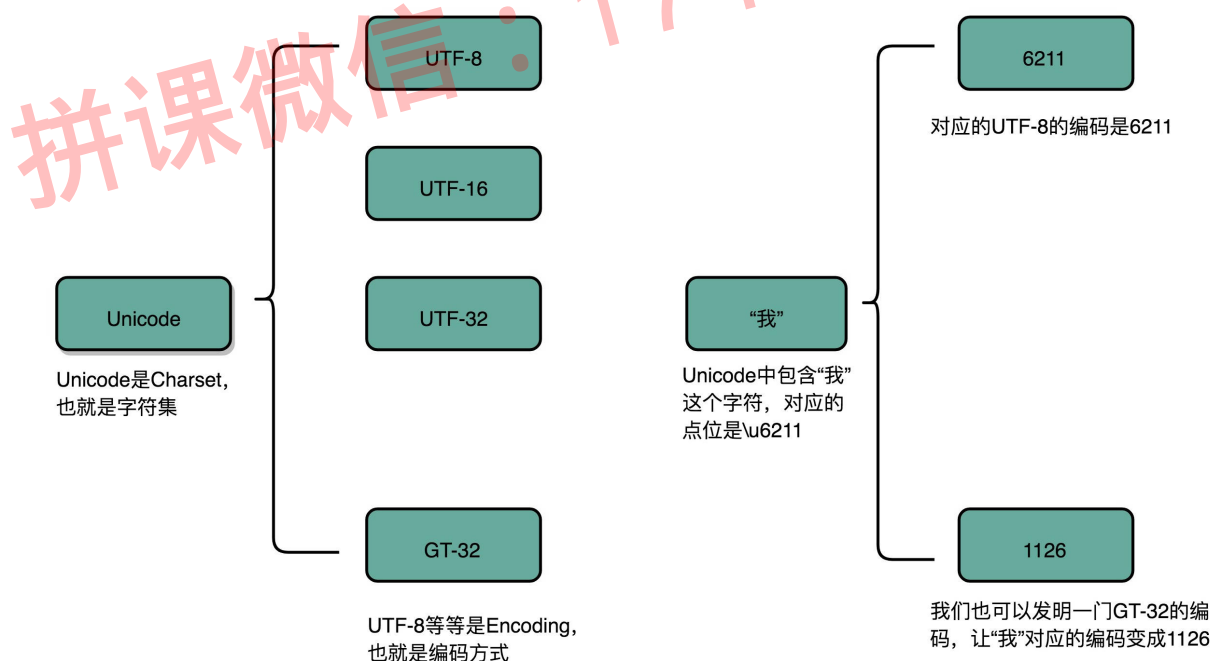 拼课微信：17
UTF-8
UTF-16
Unicode
UTF-32
Unicode是Charset，
也就是字符集
GT-32
UTF-8等等是Encoding，
也就是编码方式
6211
对应的UTF-8的编码是6211
“我”
Unicode中包含“我”
这个字符，对应的
点位是\u6211
1126
我们也可以发明一门GT-32的编
码，让“我”对应的编码变成1126